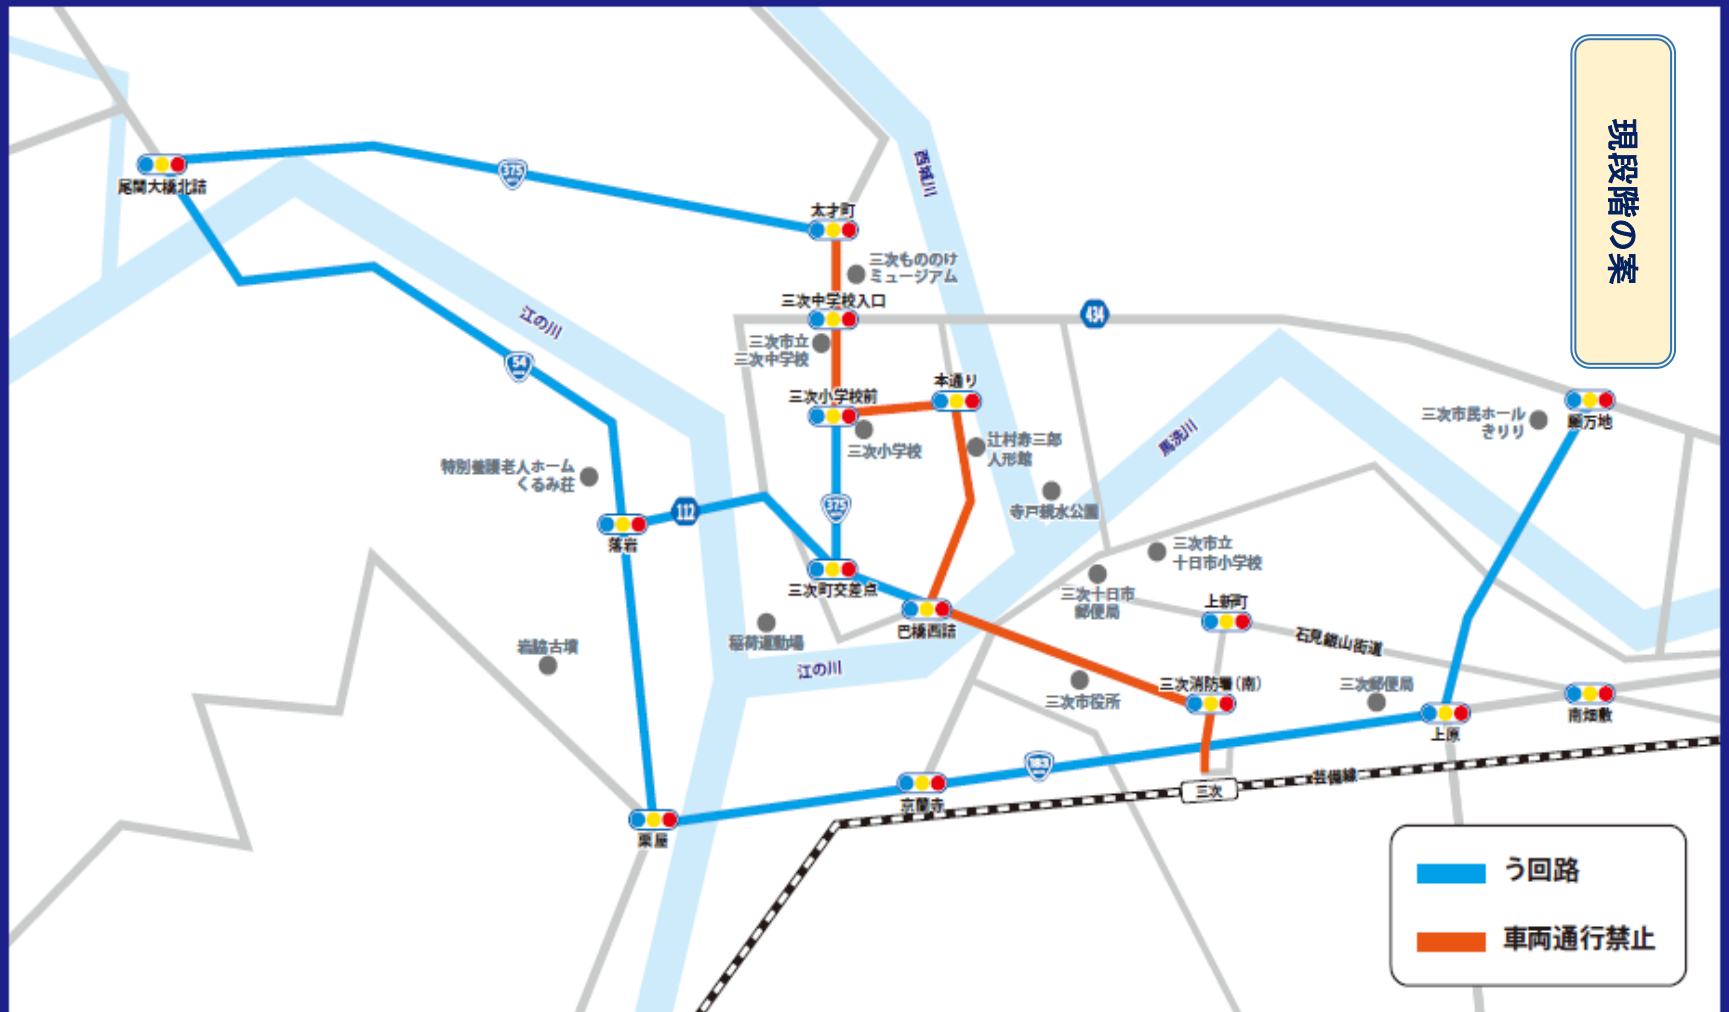 現段階の案
尾関大橋北詰
375
太才町
西城川
三次もののけ
ミュージアム
三次中学校入口
434
三次市立
三次中学校
江の川
54
三次小学校前
本通り
三次小学校
辻村寿三郎
人形館
寺戸親水公園
馬洗川
三次市民ホール
きりり
願万地
特別養護老人ホーム
くるみ荘
112
375
落岩
三次町交差点
巴橋西詰
三次市立
十日市小学校
三次十日市
郵便局
上新町
石見銀山街道
稲荷運動場
江の川
岩脇古墳
三次市役所
三次消防署(南)
三次郵便局
上原
南畑敷
183
京蘭寺
粟屋
三次
芸備線
う回路
車両通行禁止